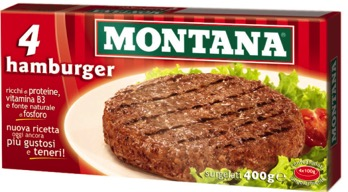 4
hamburger
MONTANA
ricchi di proteine,
vitamina B3
e fonte naturale
di fosforo
nuova ricetta
oggi ancora
più gustosi
e teneri!
surgelati 400g
4x100g